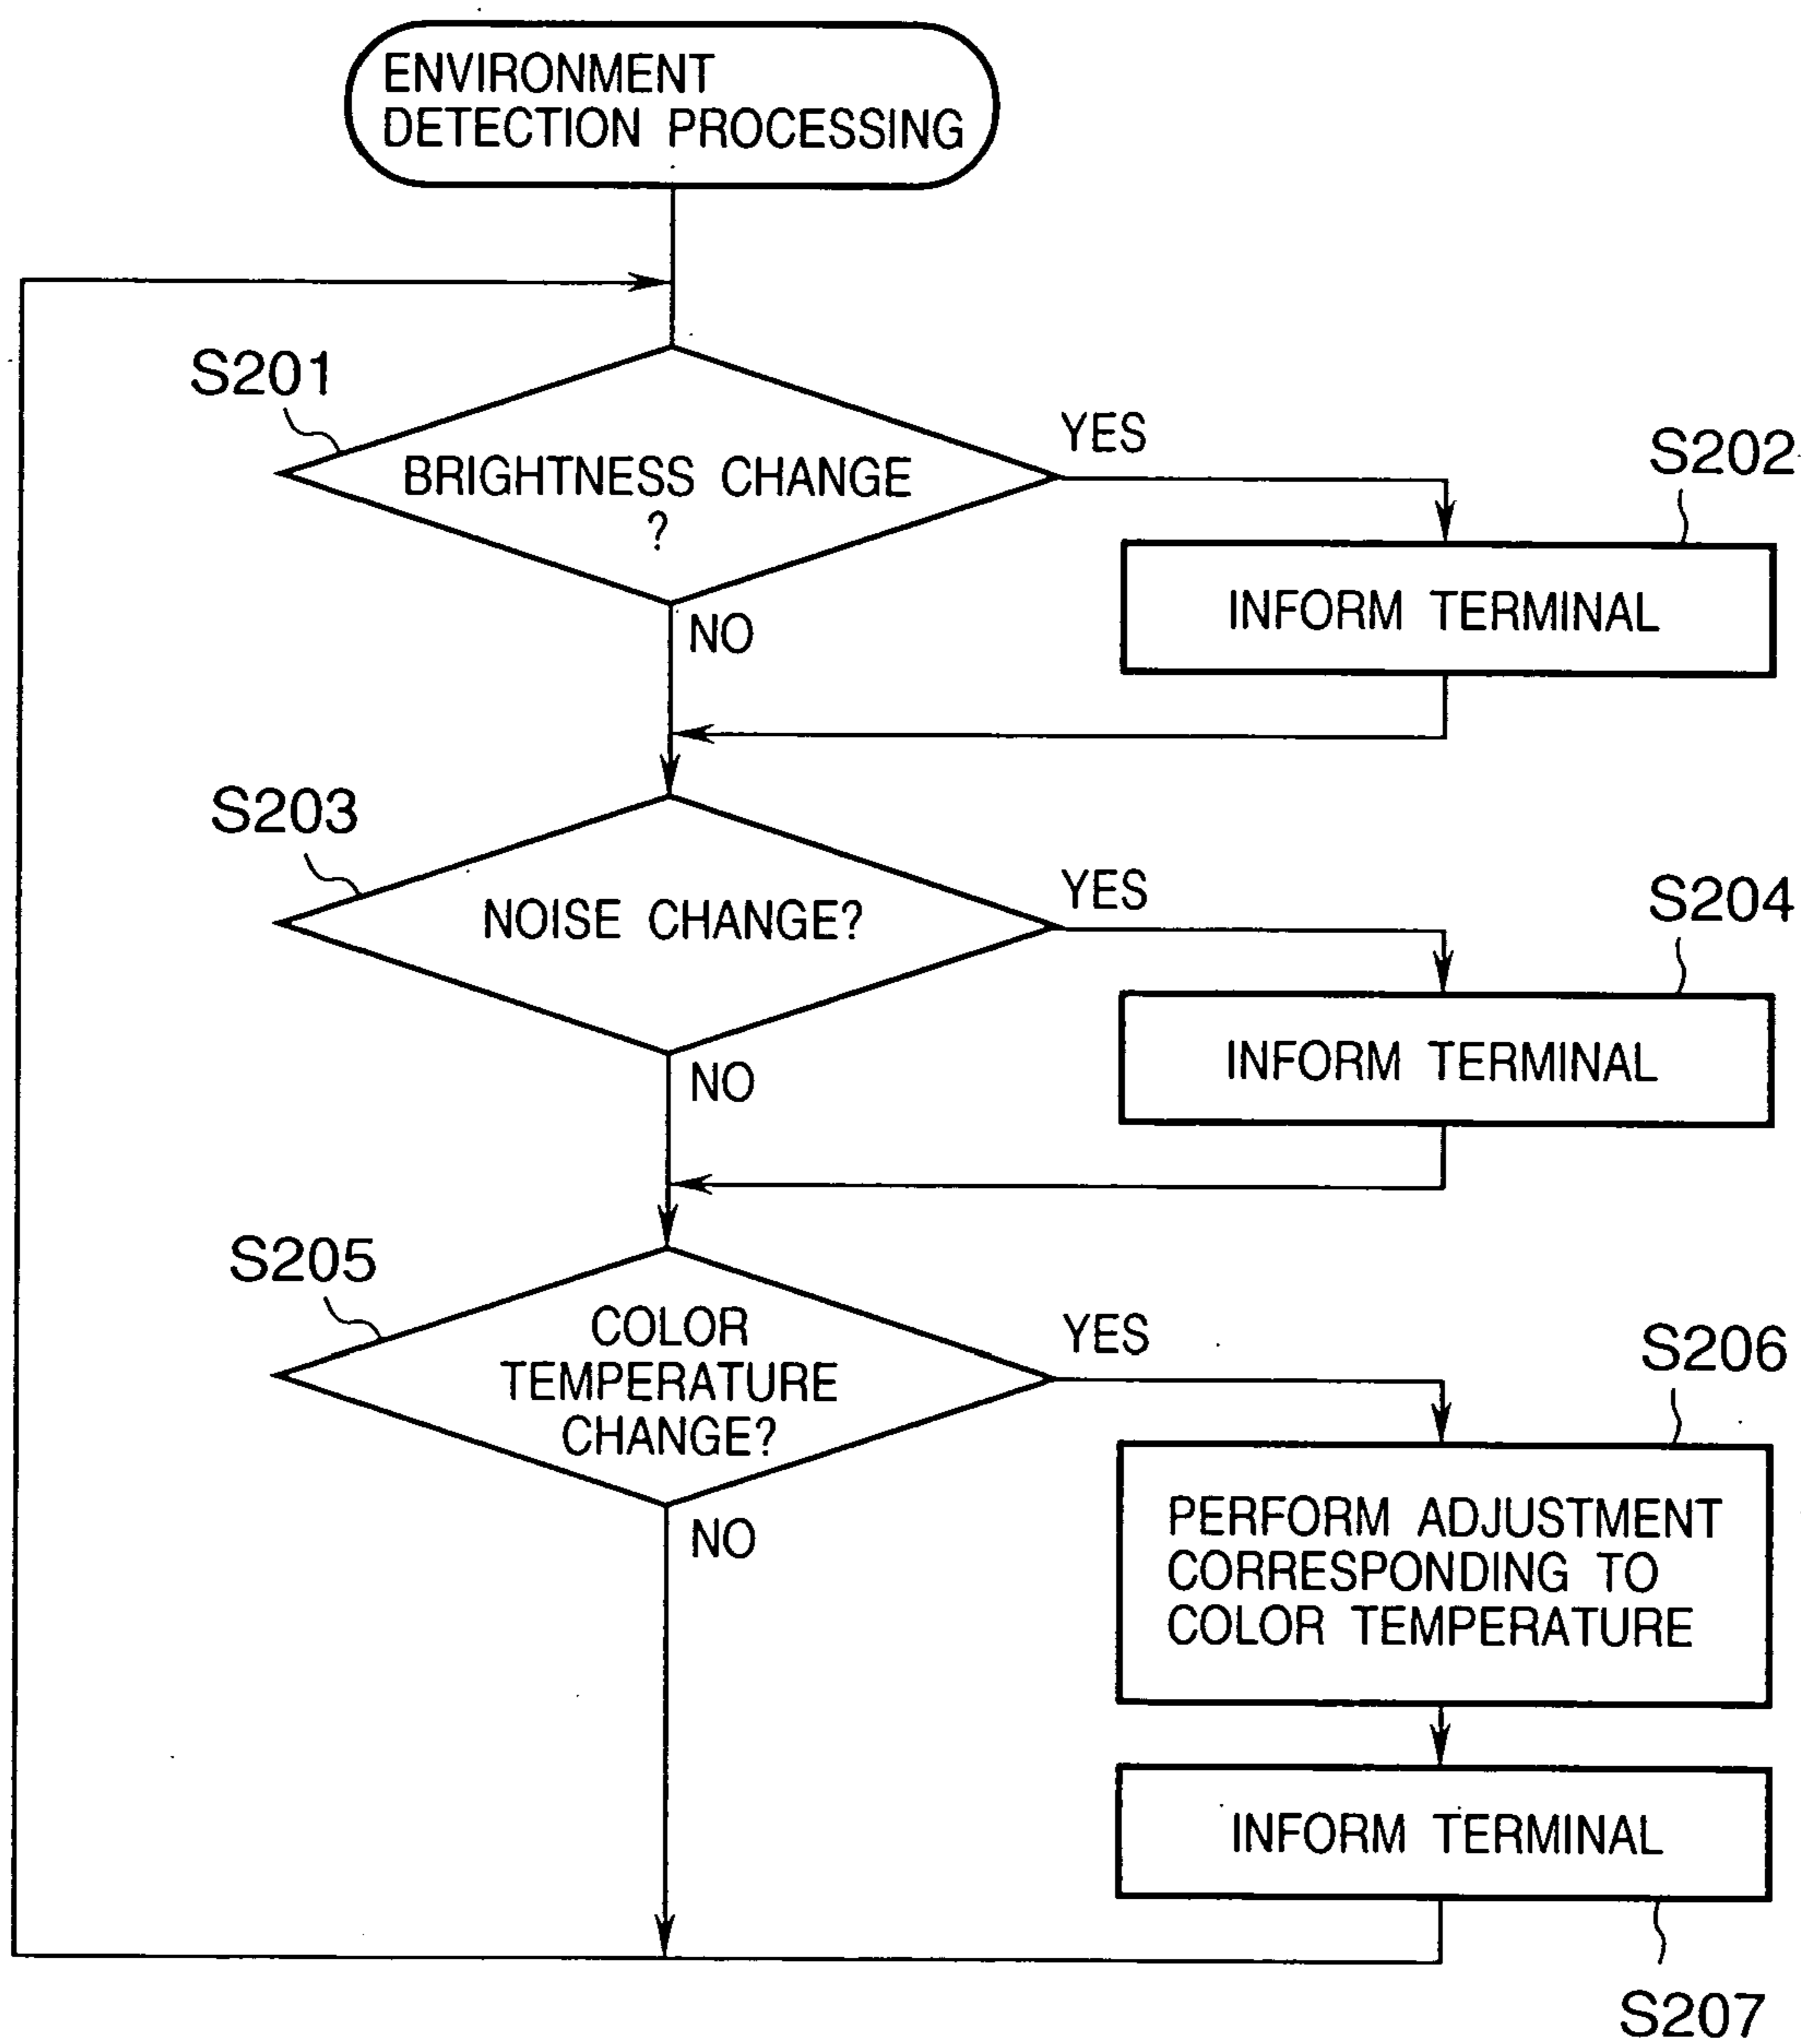 ENVIRONMENT
DETECTION PROCESSING
S201
BRIGHTNESS CHANGE
?
YES
S202
INFORM TERMINAL
NO
S203
NOISE CHANGE?
YES
S204
INFORM TERMINAL
NO
S205
COLOR
TEMPERATURE
CHANGE?
YES
S206
PERFORM ADJUSTMENT
CORRESPONDING TO
COLOR TEMPERATURE
NO
INFORM TERMINAL
S207